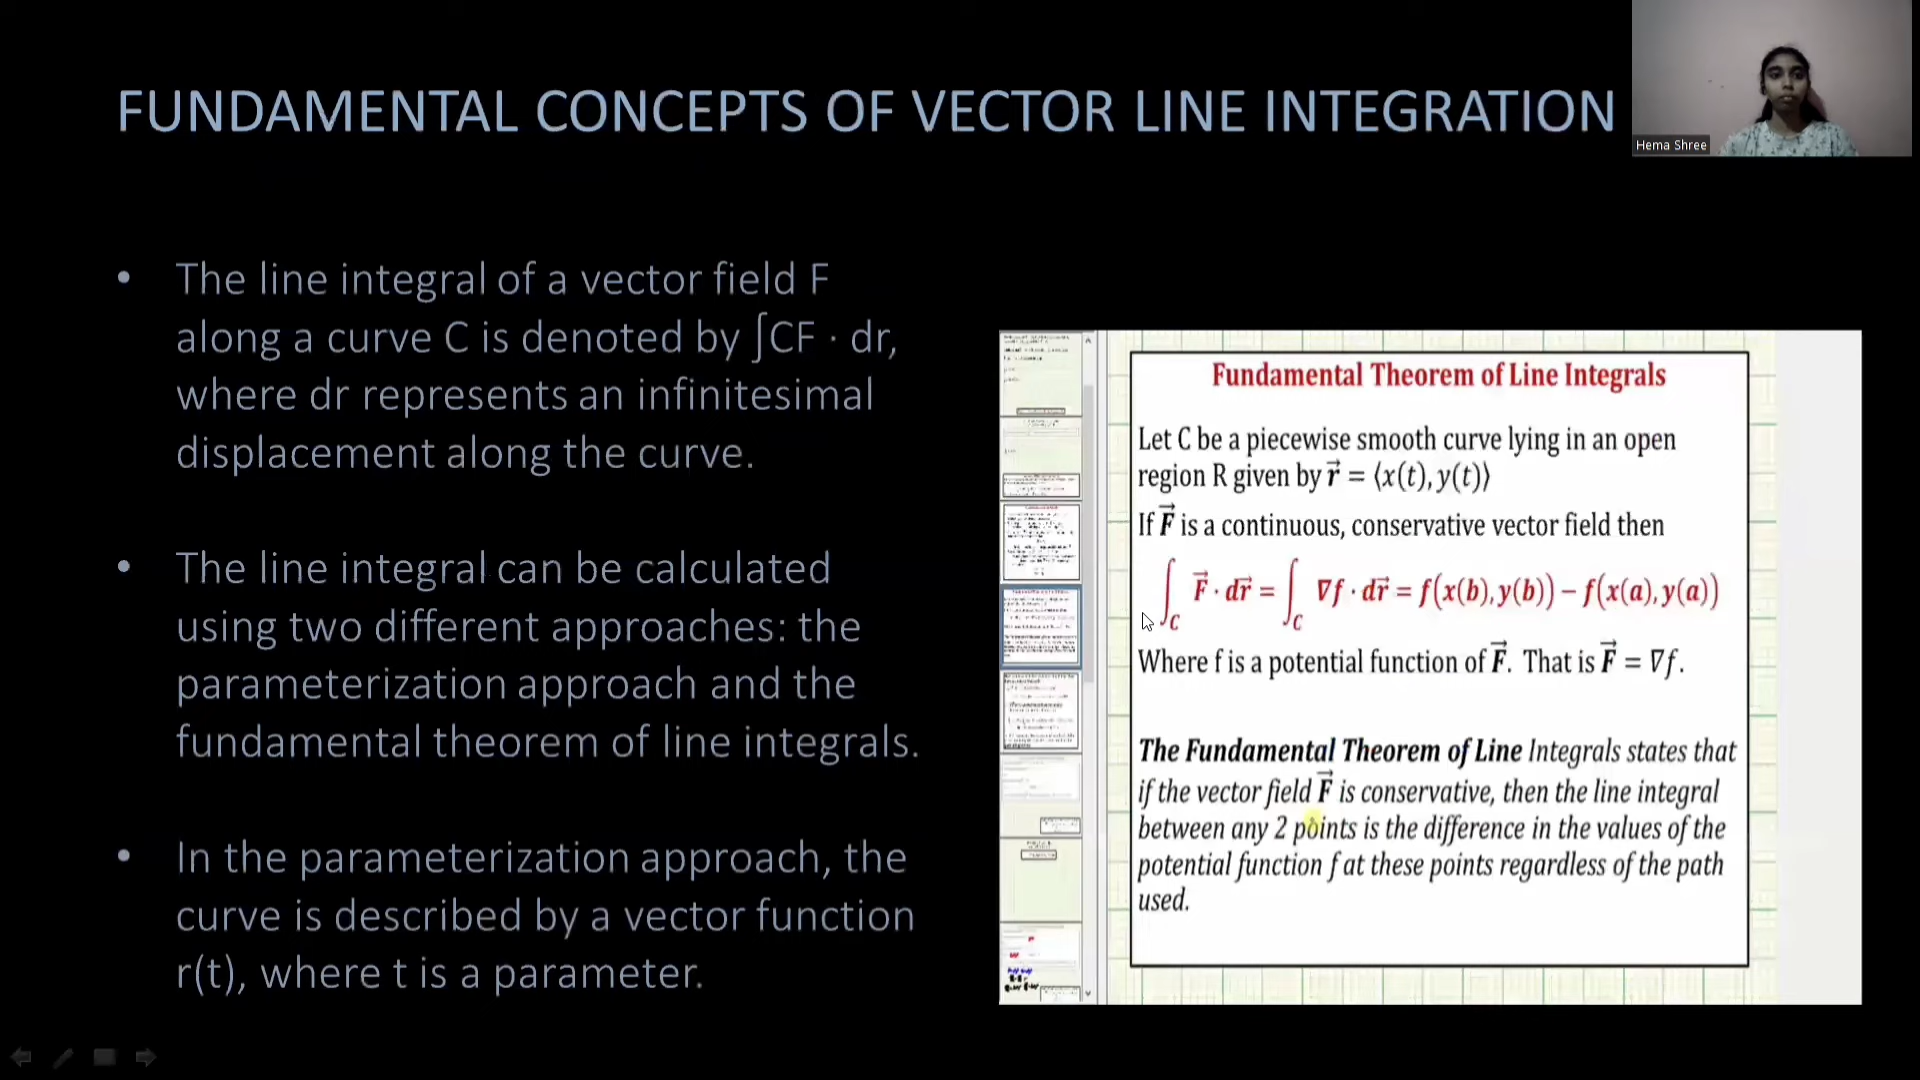 FUNDAMENTAL CONCEPTS OF VECTOR LINE INTEGRATION
Hema Shree
• The line integral of a vector field F
along a curve C is denoted by ∫CF · dr,
where dr represents an infinitesimal
displacement along the curve.
• The line integral can be calculated
using two different approaches: the
parameterization approach and the
fundamental theorem of line integrals.
• In the parameterization approach, the
curve is described by a vector function
r(t), where t is a parameter.
Fundamental Theorem of Line Integrals
Let C be a piecewise smooth curve lying in an open
region R given by r⃗ = ⟨x(t), y(t)⟩
If F⃗ is a continuous, conservative vector field then
∫_C F⃗ · dr⃗ = ∫_C ∇f · dr⃗ = f(x(b), y(b)) − f(x(a), y(a))
Where f is a potential function of F⃗. That is F⃗ = ∇f.
The Fundamental Theorem of Line Integrals states that
if the vector field F⃗ is conservative, then the line integral
between any 2 points is the difference in the values of the
potential function f at these points regardless of the path
used.